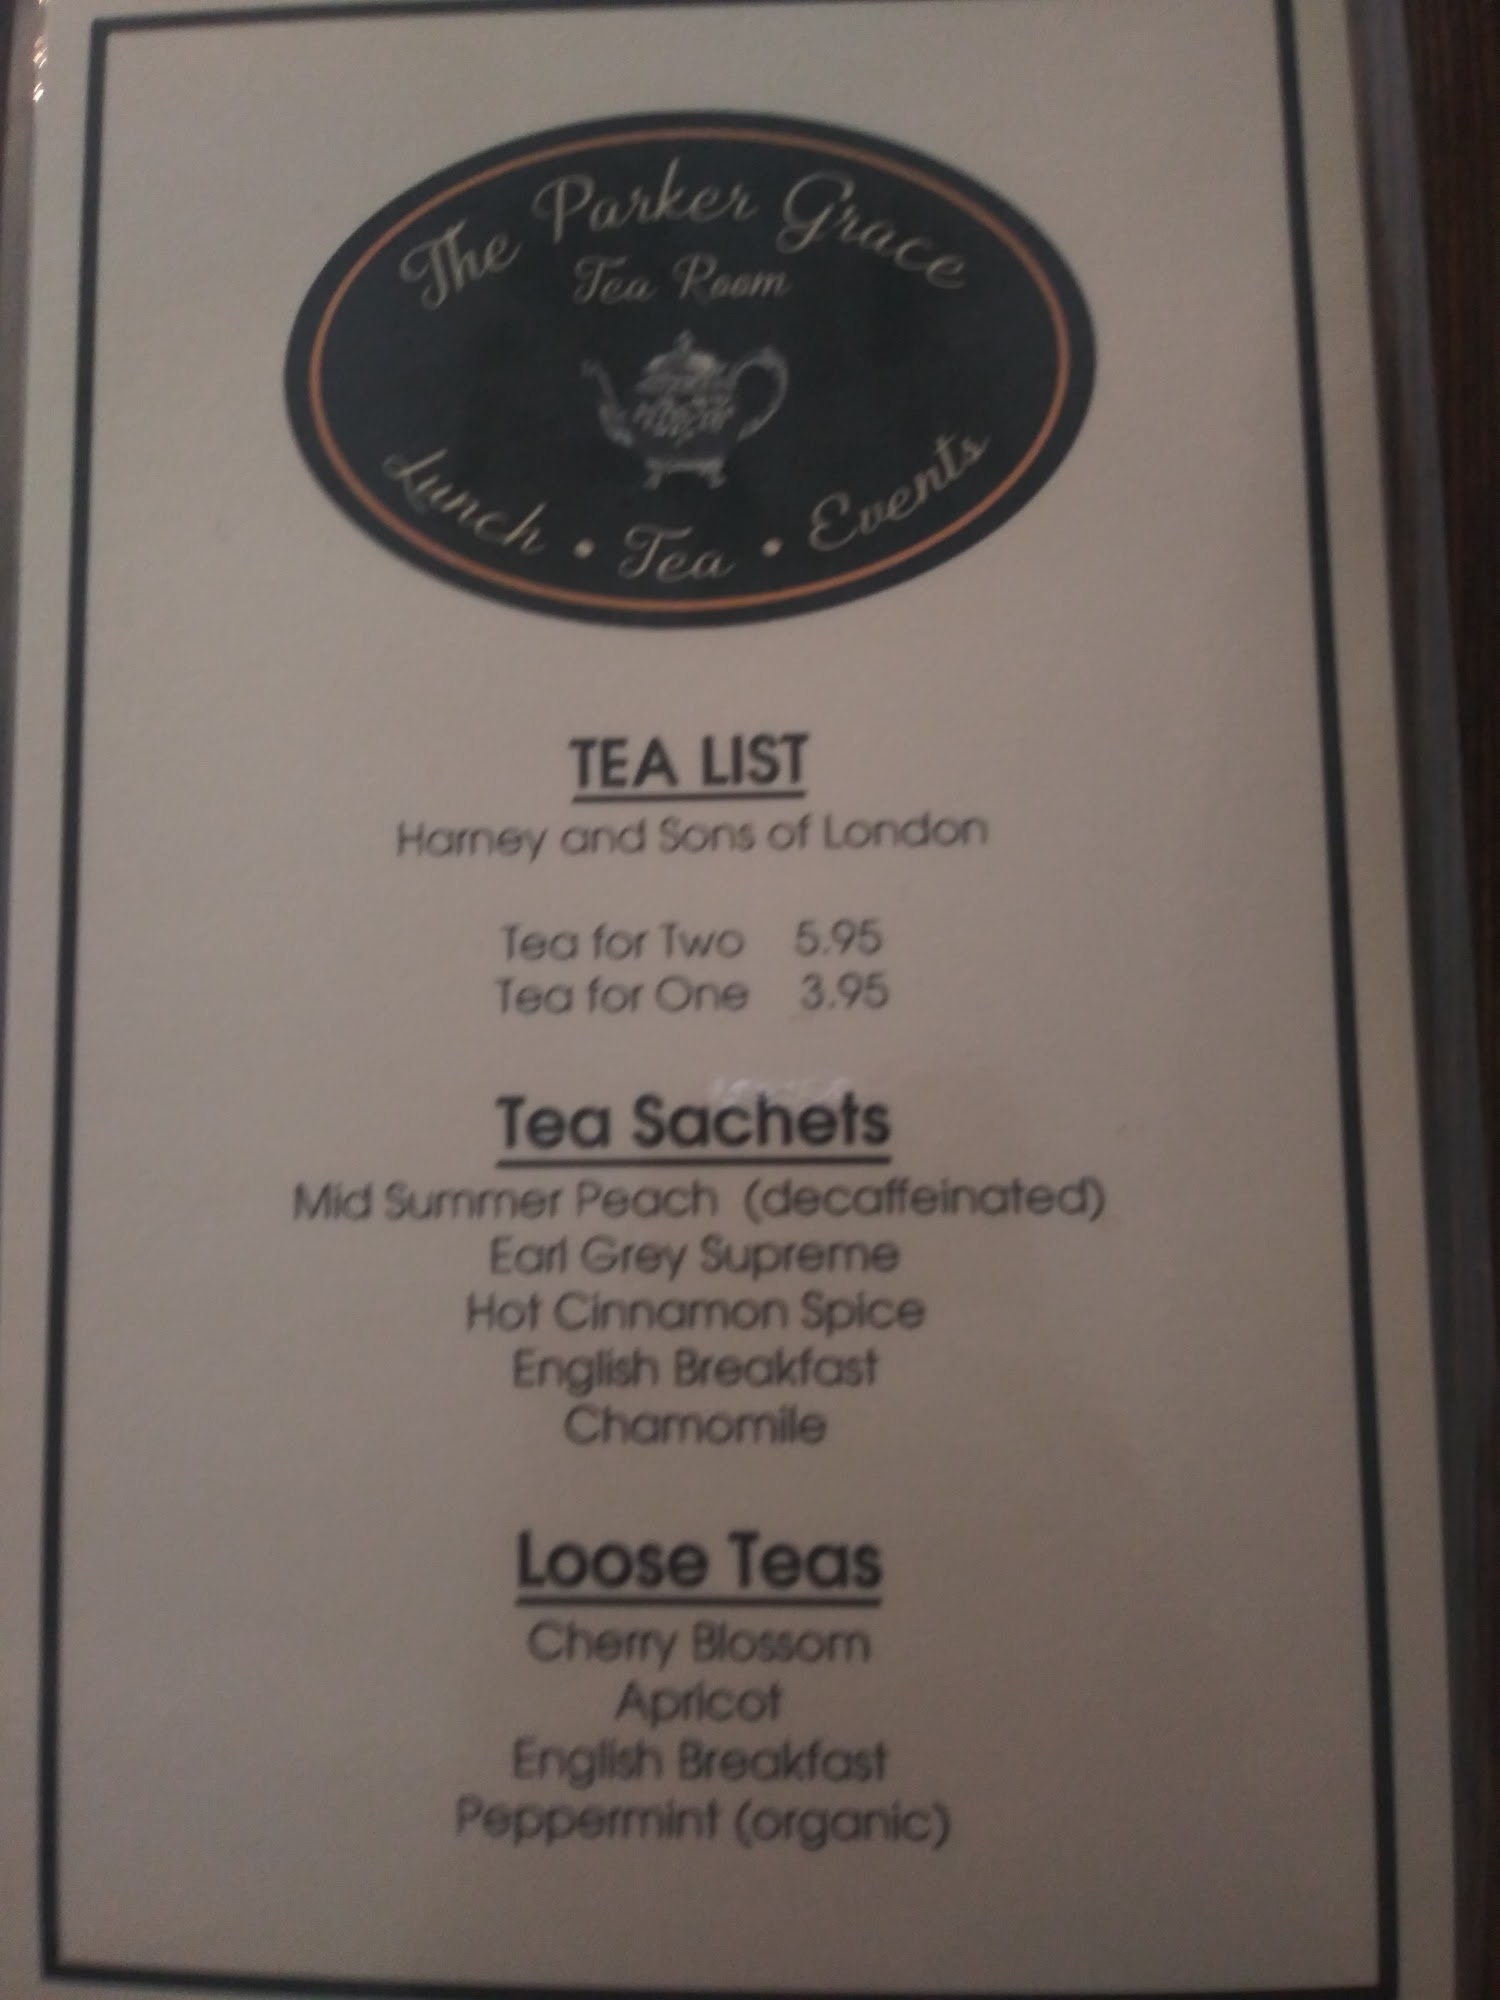 The Parker Grace
Tea Room
Lunch • Tea • Events
TEA LIST
Harney and Sons of London
Tea for Two 5.95
Tea for One 3.95
Tea Sachets
Mid Summer Peach (decaffeinated)
Earl Grey Supreme
Hot Cinnamon Spice
English Breakfast
Chamomile
Loose Teas
Cherry Blossom
Apricot
English Breakfast
Peppermint (organic)